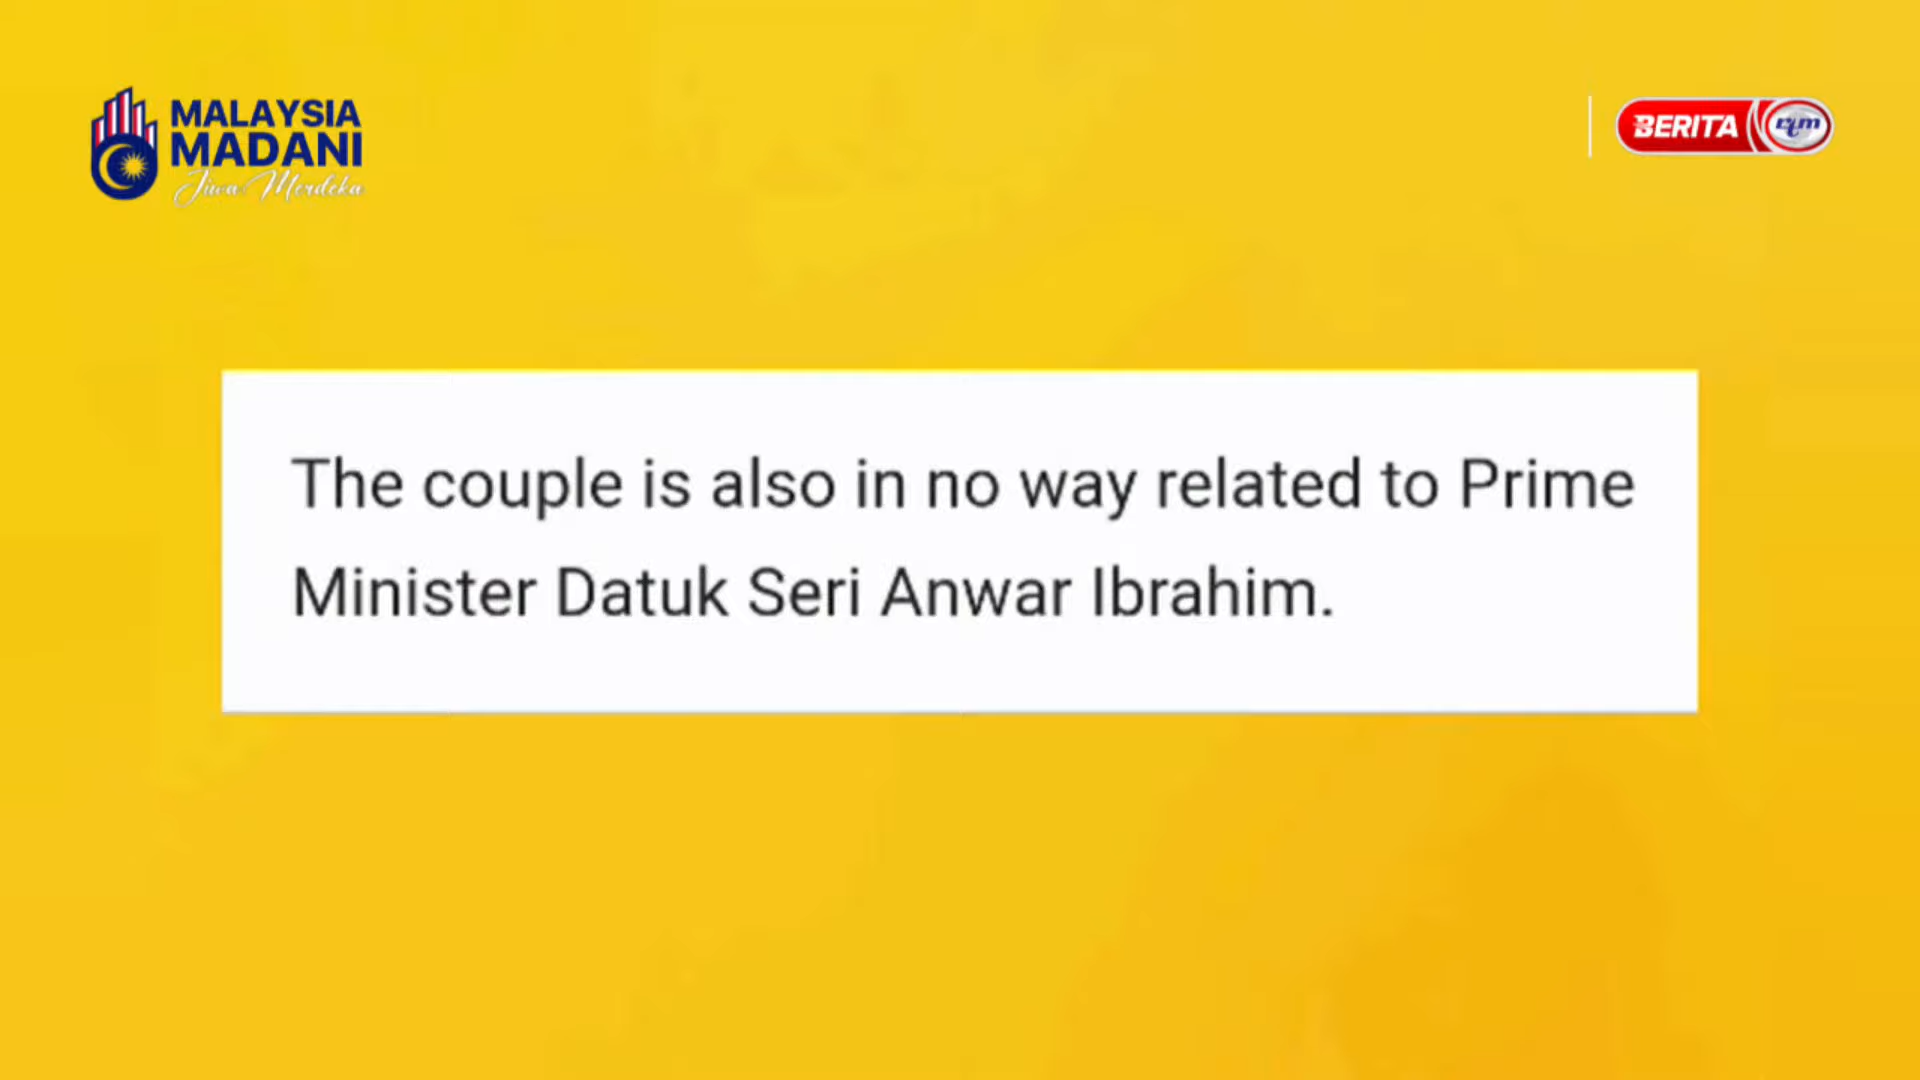 MALAYSIA
MADANI
Jiwa Merdeka
BERITA rtm
The couple is also in no way related to Prime
Minister Datuk Seri Anwar Ibrahim.